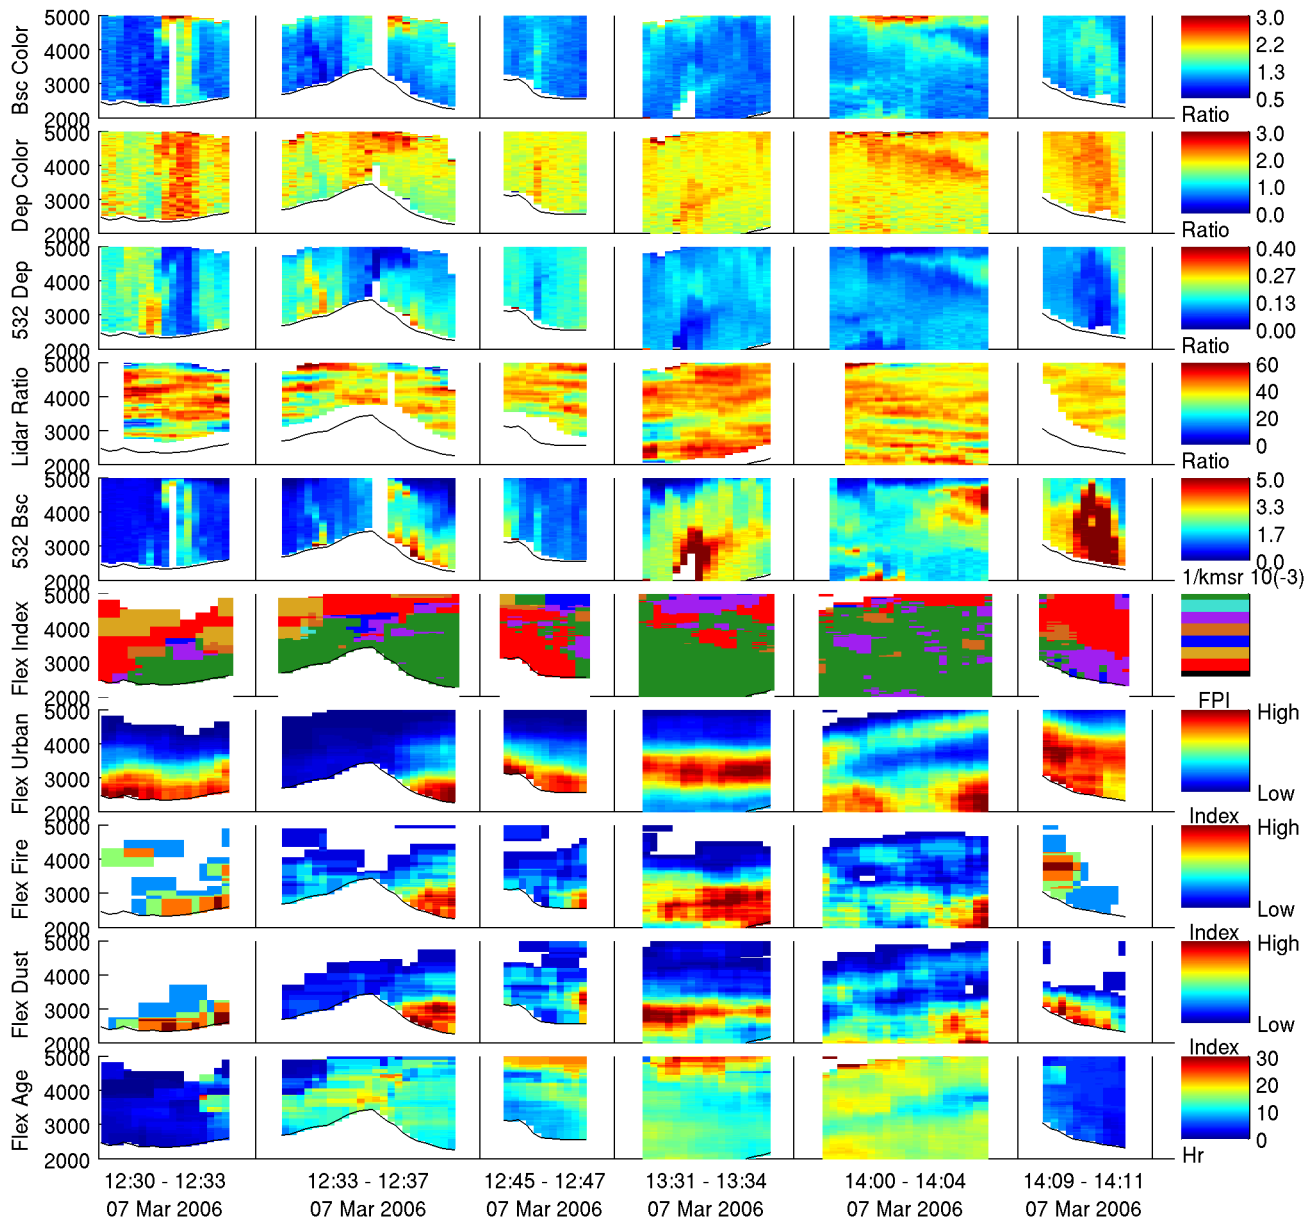 Bsc Color
5000
4000
3000
2000
3.0
2.2
1.3
0.5
Ratio
Dep Color
5000
4000
3000
2000
3.0
2.0
1.0
0.0
Ratio
532 Dep
5000
4000
3000
2000
0.40
0.27
0.13
0.00
Ratio
Lidar Ratio
5000
4000
3000
2000
60
40
20
0
Ratio
532 Bsc
5000
4000
3000
2000
5.0
3.3
1.7
0.0
1/kmsr 10(-3)
Flex Index
5000
4000
3000
2000
FPI
Flex Urban
5000
4000
3000
2000
High
Low
Index
Flex Fire
5000
4000
3000
2000
High
Low
Index
Flex Dust
5000
4000
3000
2000
High
Low
Index
Flex Age
5000
4000
3000
2000
30
20
10
0
Hr
12:30 - 12:33 12:33 - 12:37 12:45 - 12:47 13:31 - 13:34 14:00 - 14:04 14:09 - 14:11
07 Mar 2006 07 Mar 2006 07 Mar 2006 07 Mar 2006 07 Mar 2006 07 Mar 2006